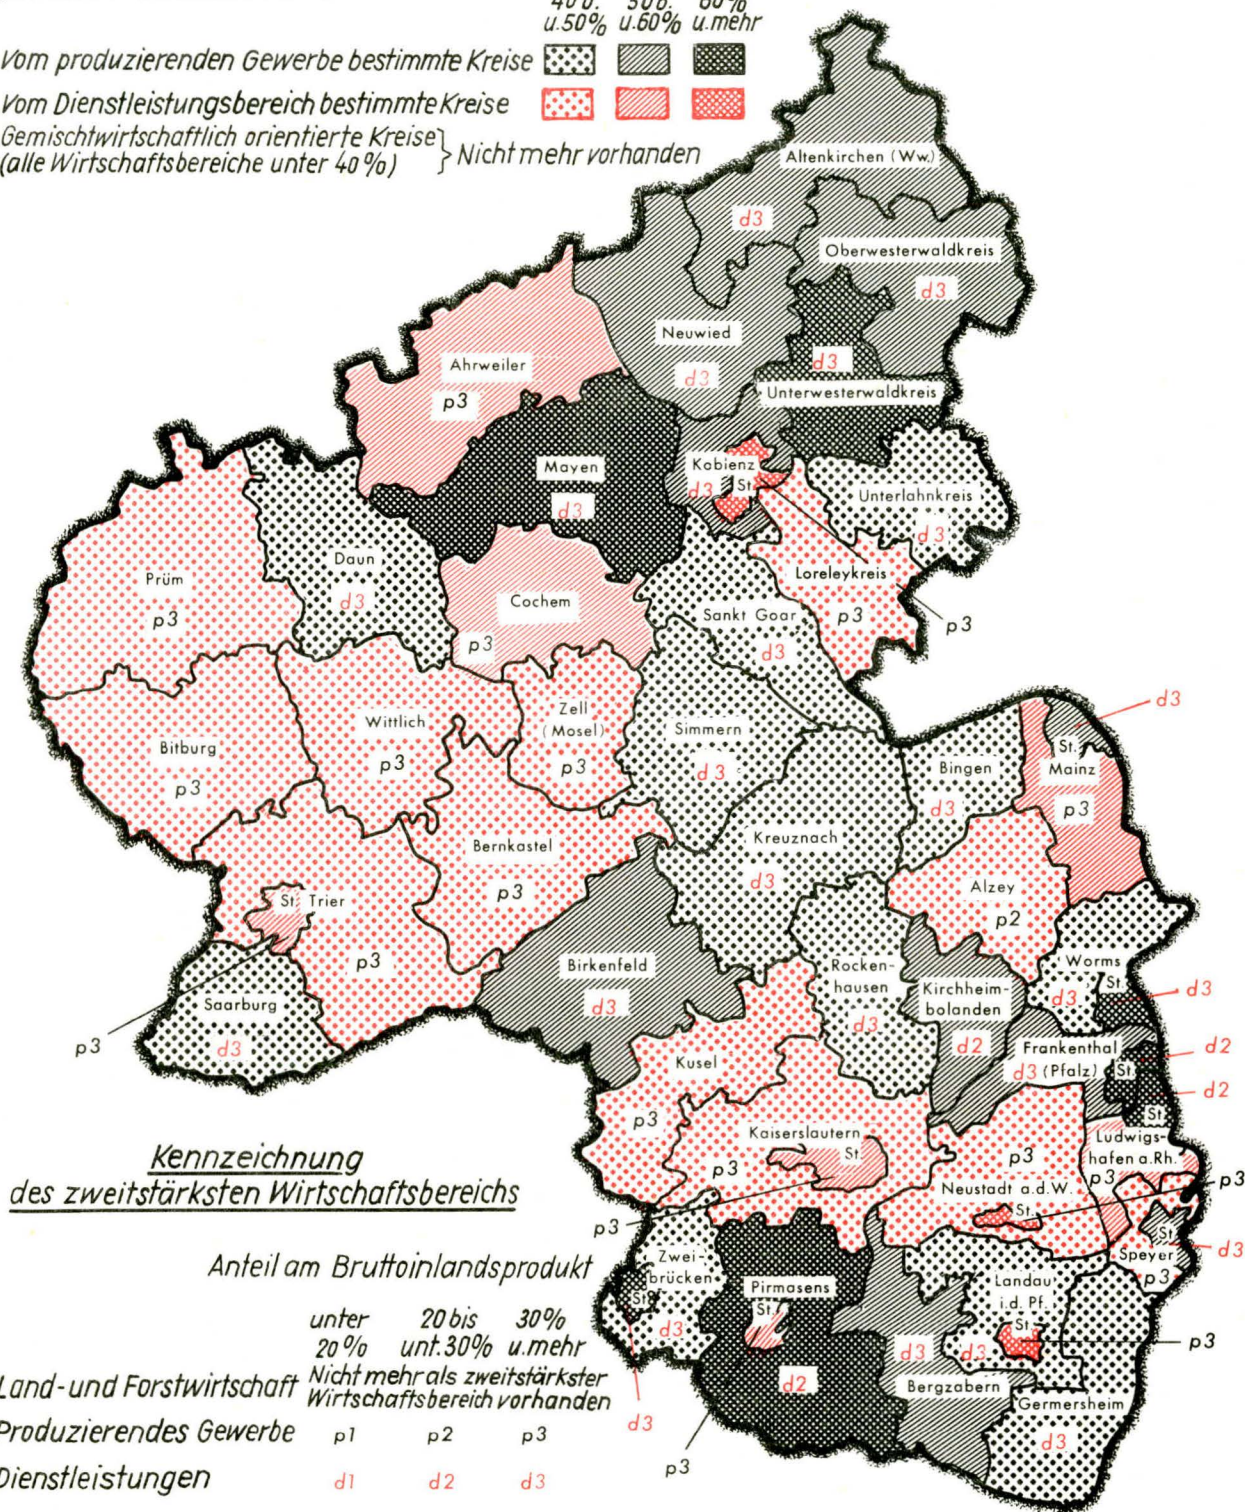 u.50% u.60% u.mehr
Vom produzierenden Gewerbe bestimmte Kreise
Vom Dienstleistungsbereich bestimmte Kreise
Gemischtwirtschaftlich orientierte Kreise
(alle Wirtschaftsbereiche unter 40%) } Nicht mehr vorhanden
Altenkirchen (Ww.)
d3
Oberwesterwaldkreis
d3
Neuwied
d3
d3
Unterwesterwaldkreis
Ahrweiler
p3
Mayen
d3
Koblenz
d3 St.
Unterlahnkreis
d3
Daun
d3
Prüm
p3
Cochem
p3
Loreleykreis
p3
p3
Sankt Goar
d3
Zell
(Mosel)
p3
Wittlich
p3
Simmern
d3
Bitburg
p3
d3
St.
Mainz
p3
Bingen
d3
Kreuznach
d3
Bernkastel
p3
Alzey
p2
St. Trier
p3
p3
Saarburg
d3
Birkenfeld
d3
Rocken-
hausen
d3
Kirchheim-
bolanden
d2
Worms
d3
St.
d3
Frankenthal
d3 (Pfalz)
St.
d2
d2
St.
Kusel
p3
Kaiserslautern
St.
p3
p3
p3
Neustadt a.d.W.
St.
p3
Ludwigs-
hafen a.Rh.
p3
St.
d3
Speyer
p3
Zwei-
brücken
St.
d3
d3
Pirmasens
St.
d2
p3
Landau
i.d. Pf.
St.
d3
p3
d3
Bergzabern
Germersheim
d3
Kennzeichnung
des zweitstärksten Wirtschaftsbereichs
Anteil am Bruttoinlandsprodukt
unter 20 bis 30%
20% unt.30% u.mehr
Land- und Forstwirtschaft Nicht mehr als zweitstärkster
Wirtschaftsbereich vorhanden
Produzierendes Gewerbe p1 p2 p3
Dienstleistungen d1 d2 d3